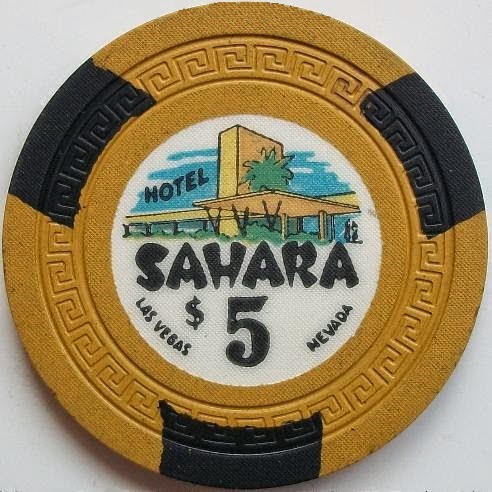 HOTEL
SAHARA
$5
LAS VEGAS
NEVADA